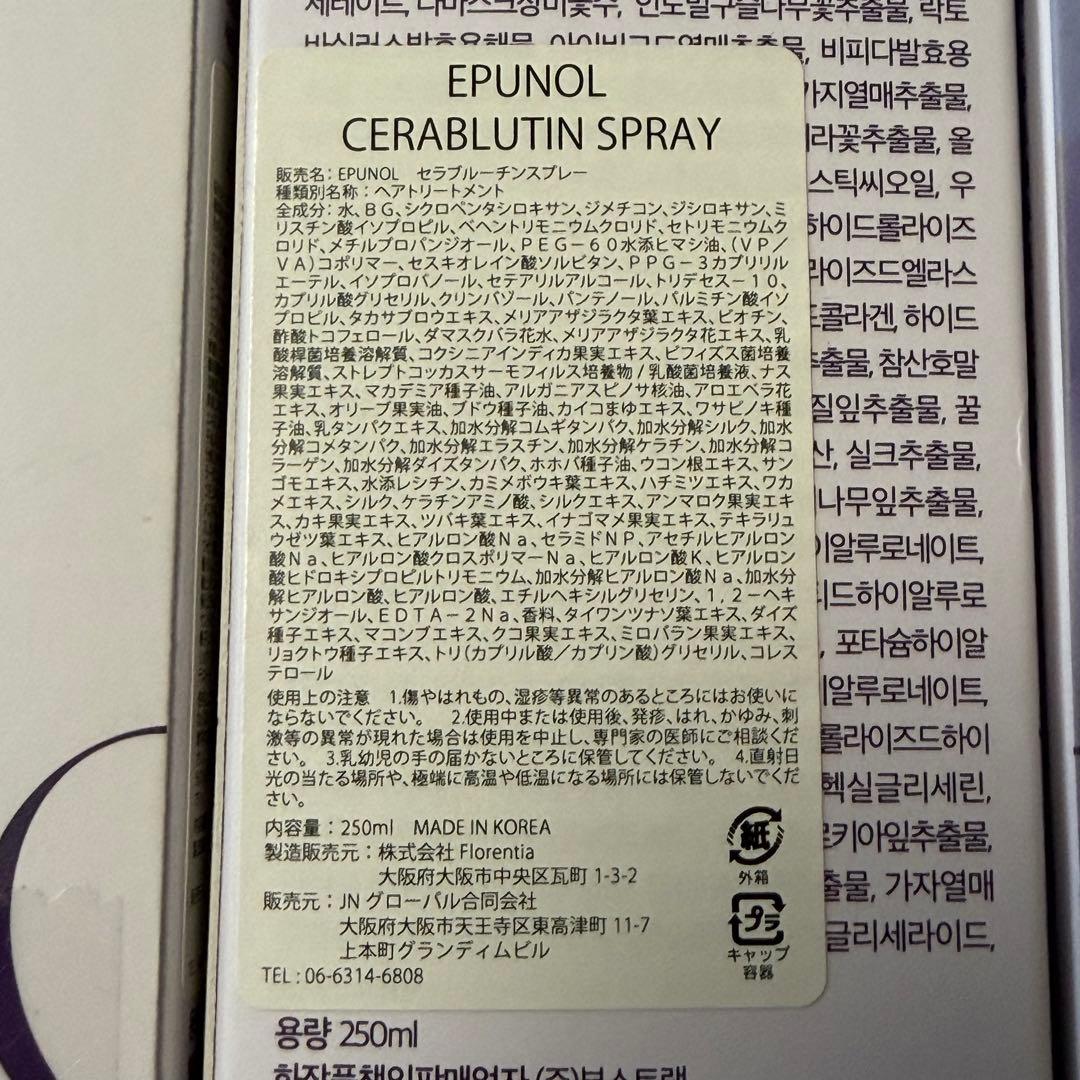 세레이트, 다마스크장미꽃수, 인도멀구슬나무꽃추출물, 락토
물, 비피다발효용
가지열매추출물,
라꽃추출물, 올
스틱씨오일, 우
하이드롤라이즈
라이즈드엘라스
콜라겐, 하이드
추출물, 참산호말
질잎추출물, 꿀
산, 실크추출물,
나무잎추출물,
이알루로네이트,
티드하이알루로
, 포타슘하이알
이알루로네이트,
롤라이즈드하이
헥실글리세린,
로키아잎추출물,
출물, 가자열매
글리세라이드,
EPUNOL
CERABLUTIN SPRAY
販売名：EPUNOL　セラブルーチンスプレー
種類別名称：ヘアトリートメント
全成分：水、ＢＧ、シクロペンタシロキサン、ジメチコン、ジシロキサン、ミ
リスチン酸イソプロピル、ベヘントリモニウムクロリド、セトリモニウムク
ロリド、メチルプロパンジオール、ＰＥＧ－６０水添ヒマシ油、（ＶＰ／
ＶＡ）コポリマー、セスキオレイン酸ソルビタン、ＰＰＧ－３カプリリル
エーテル、イソプロパノール、セテアリルアルコール、トリデセス－１０、
カプリル酸グリセリル、クリンバゾール、パンテノール、パルミチン酸イソ
プロピル、タカサブロウエキス、メリアアザジラクタ葉エキス、ビオチン、
酢酸トコフェロール、ダマスクバラ花水、メリアアザジラクタ花エキス、乳
酸桿菌培養溶解質、コクシニアインディカ果実エキス、ビフィズス菌培養
溶解質、ストレプトコッカスサーモフィルス培養物 / 乳酸菌培養液、ナス
果実エキス、マカデミア種子油、アルガニアスピノサ核油、アロエベラ花
エキス、オリーブ果実油、ブドウ種子油、カイコまゆエキス、ワサビノキ種
子油、乳タンパクエキス、加水分解コムギタンパク、加水分解シルク、加水
分解コメタンパク、加水分解エラスチン、加水分解ケラチン、加水分解コ
ラーゲン、加水分解ダイズタンパク、ホホバ種子油、ウコン根エキス、サン
ゴモエキス、水添レシチン、カミメボウキ葉エキス、ハチミツエキス、ワカ
メエキス、シルク、ケラチンアミノ酸、シルクエキス、アンマロク果実エキ
ス、カキ果実エキス、ツバキ葉エキス、イナゴマメ果実エキス、テキラリュ
ウゼツ葉エキス、ヒアルロン酸Ｎａ、セラミドＮＰ、アセチルヒアルロン
酸Ｎａ、ヒアルロン酸クロスポリマーＮａ、ヒアルロン酸Ｋ、ヒアルロン
酸ヒドロキシプロピルトリモニウム、加水分解ヒアルロン酸Ｎａ、加水分
解ヒアルロン酸、ヒアルロン酸、エチルヘキシルグリセリン、１，２－ヘキ
サンジオール、ＥＤＴＡ－２Ｎａ、香料、タイワンツナソ葉エキス、ダイズ
種子エキス、マコンブエキス、クコ果実エキス、ミロバラン果実エキス、
リョクトウ種子エキス、トリ（カプリル酸／カプリン酸）グリセリル、コレス
テロール
使用上の注意　1.傷やはれもの、湿疹等異常のあるところにはお使いに
ならないでください。　2.使用中または使用後、発疹、はれ、かゆみ、刺
激等の異常が現れた場合は使用を中止し、専門家の医師にご相談くださ
い。　3.乳幼児の手の届かないところに保管してください。　4.直射日
光の当たる場所や、極端に高温や低温になる場所には保管しないでくだ
さい。
内容量：250ml　MADE IN KOREA
製造販売元：株式会社 Florentia
大阪府大阪市中央区瓦町 1-3-2
販売元：JN グローバル合同会社
大阪府大阪市天王寺区東高津町 11-7
上本町グランディムビル
TEL：06-6314-6808
紙
外箱
プラ
キャップ
容器
용량 250ml
화장품책임판매업자 (주)보스트랩